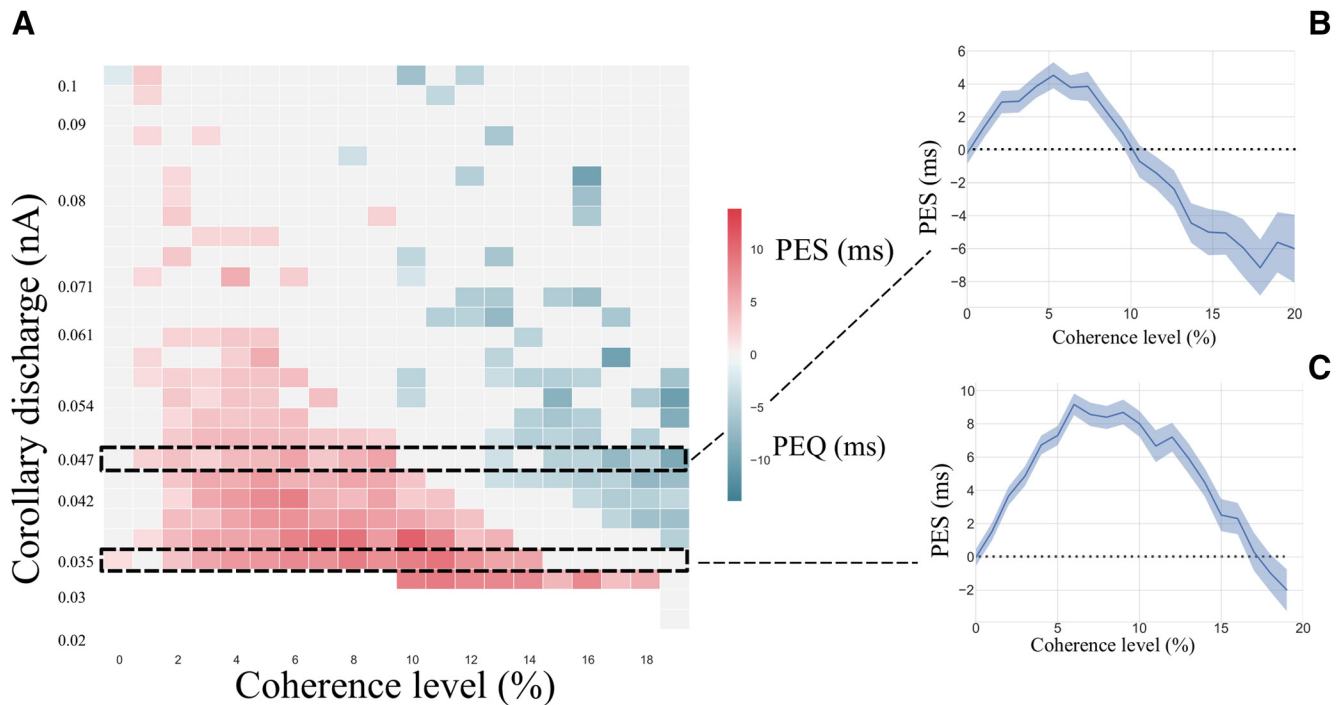 A
Corollary discharge (nA)
0.1
0.09
0.08
0.071
0.061
0.054
0.047
0.042
0.035
0.03
0.02
0 2 4 6 8 10 12 14 16 18
Coherence level (%)
10
5
0
−5
−10
PES (ms)
PEQ (ms)
B
PES (ms)
6
4
2
0
−2
−4
−6
−8
0 5 10 15 20
Coherence level (%)
C
PES (ms)
10
8
6
4
2
0
−2
0 5 10 15 20
Coherence level (%)